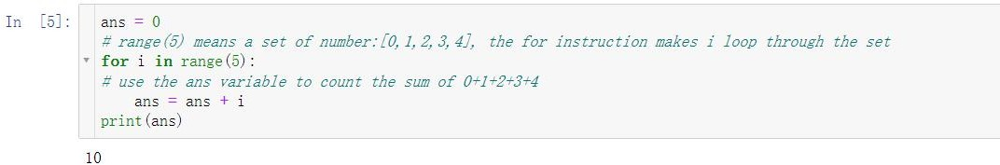 In [5]: ans = 0
# range(5) means a set of number:[0,1,2,3,4], the for instruction makes i loop through the set
for i in range(5):
# use the ans variable to count the sum of 0+1+2+3+4
    ans = ans + i
print(ans)
10